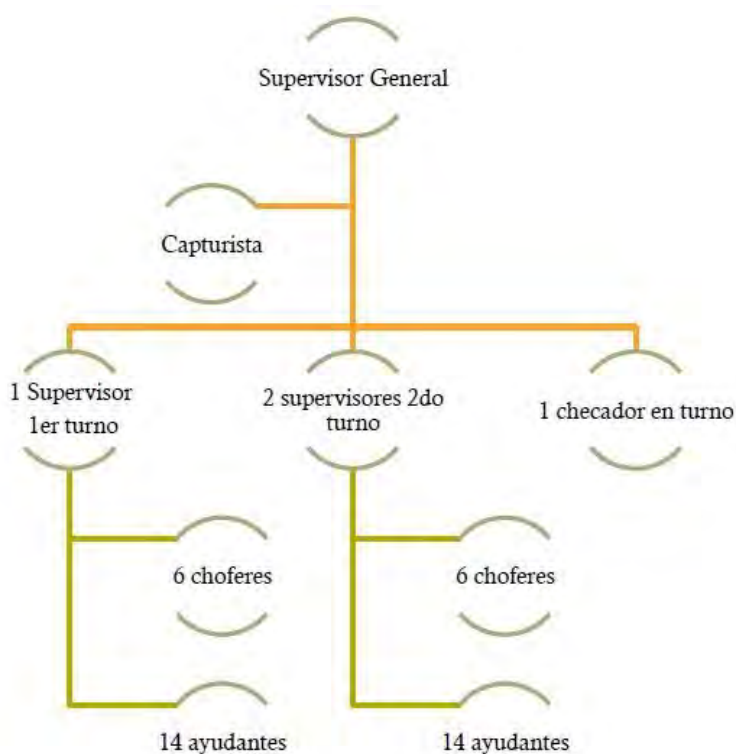 Supervisor General
Capturista
1 Supervisor
1er turno
2 supervisores 2do
turno
1 checador en turno
6 choferes
6 choferes
14 ayudantes
14 ayudantes